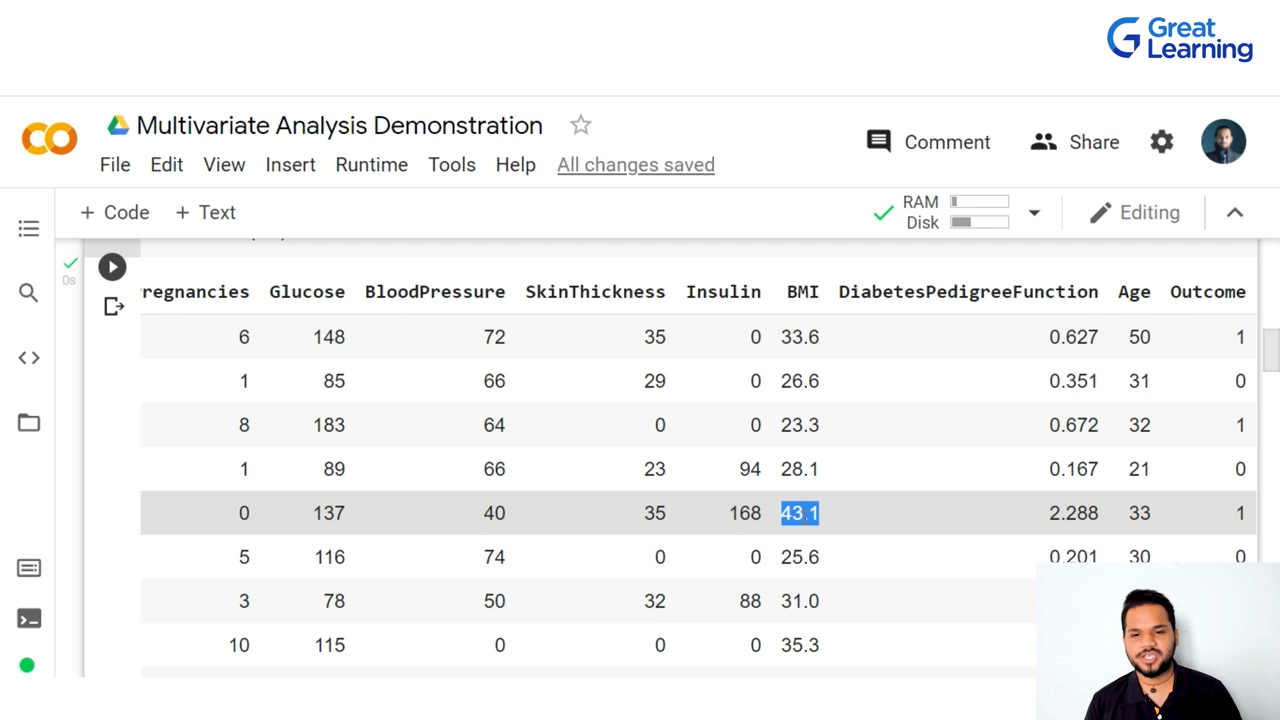 Great
Learning
Multivariate Analysis Demonstration
Comment
Share
File Edit View Insert Runtime Tools Help All changes saved
+ Code + Text
RAM
Disk
Editing
0s
regnancies Glucose BloodPressure SkinThickness Insulin BMI DiabetesPedigreeFunction Age Outcome
6 148 72 35 0 33.6 0.627 50 1
1 85 66 29 0 26.6 0.351 31 0
8 183 64 0 0 23.3 0.672 32 1
1 89 66 23 94 28.1 0.167 21 0
0 137 40 35 168 43.1 2.288 33 1
5 116 74 0 0 25.6 0.201 30 0
3 78 50 32 88 31.0
10 115 0 0 0 35.3